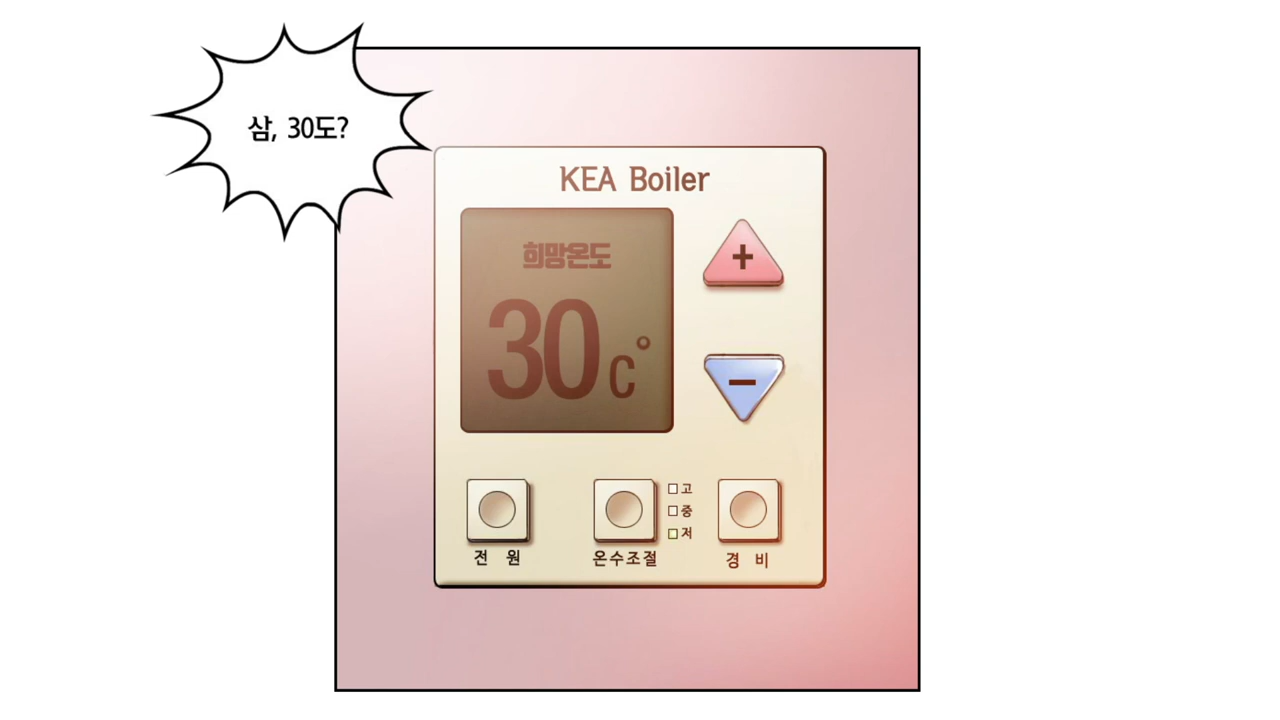 삼, 30도?
KEA Boiler
희망온도
30C°
+
−
고
중
저
전 원
온수조절
경 비